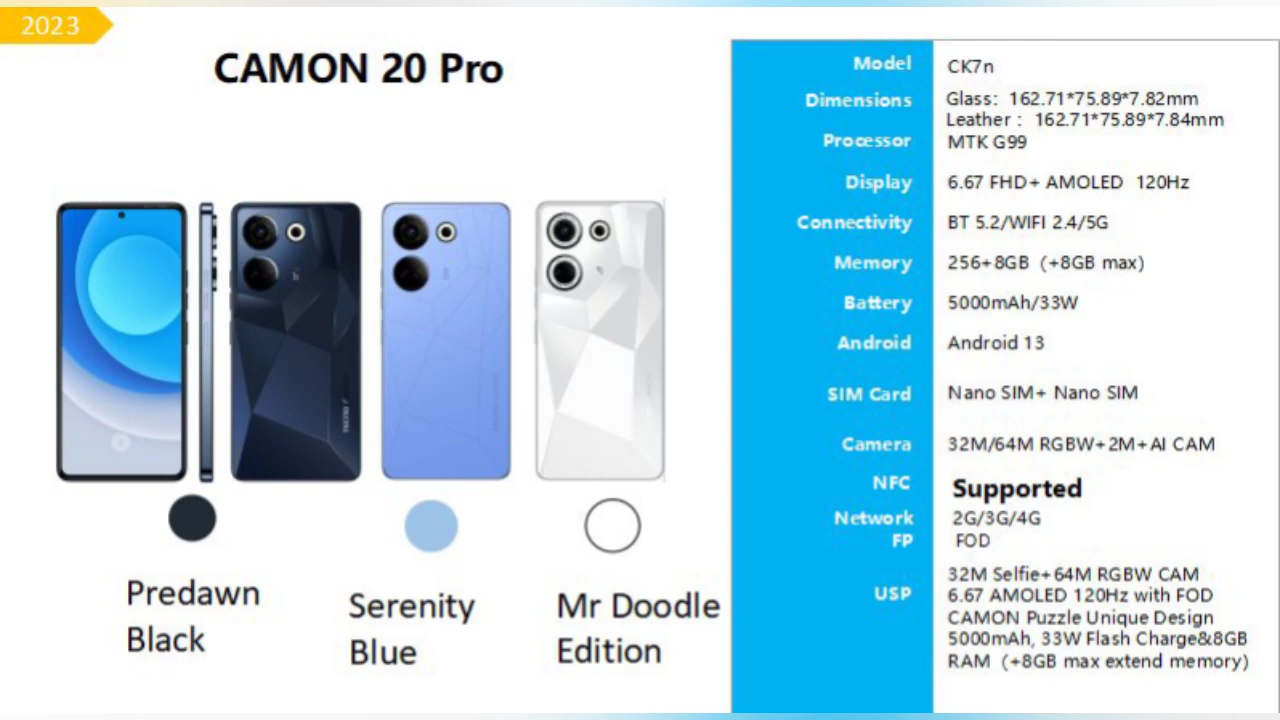 2023
CAMON 20 Pro
Predawn
Black
Serenity
Blue
Mr Doodle
Edition
Model CK7n
Dimensions Glass: 162.71*75.89*7.82mm
Leather : 162.71*75.89*7.84mm
Processor MTK G99
Display 6.67 FHD+ AMOLED 120Hz
Connectivity BT 5.2/WIFI 2.4/5G
Memory 256+8GB (+8GB max)
Battery 5000mAh/33W
Android Android 13
SIM Card Nano SIM+ Nano SIM
Camera 32M/64M RGBW+2M+AI CAM
NFC Supported
Network 2G/3G/4G
FP FOD
USP 32M Selfie+64M RGBW CAM
6.67 AMOLED 120Hz with FOD
CAMON Puzzle Unique Design
5000mAh, 33W Flash Charge&8GB
RAM (+8GB max extend memory)